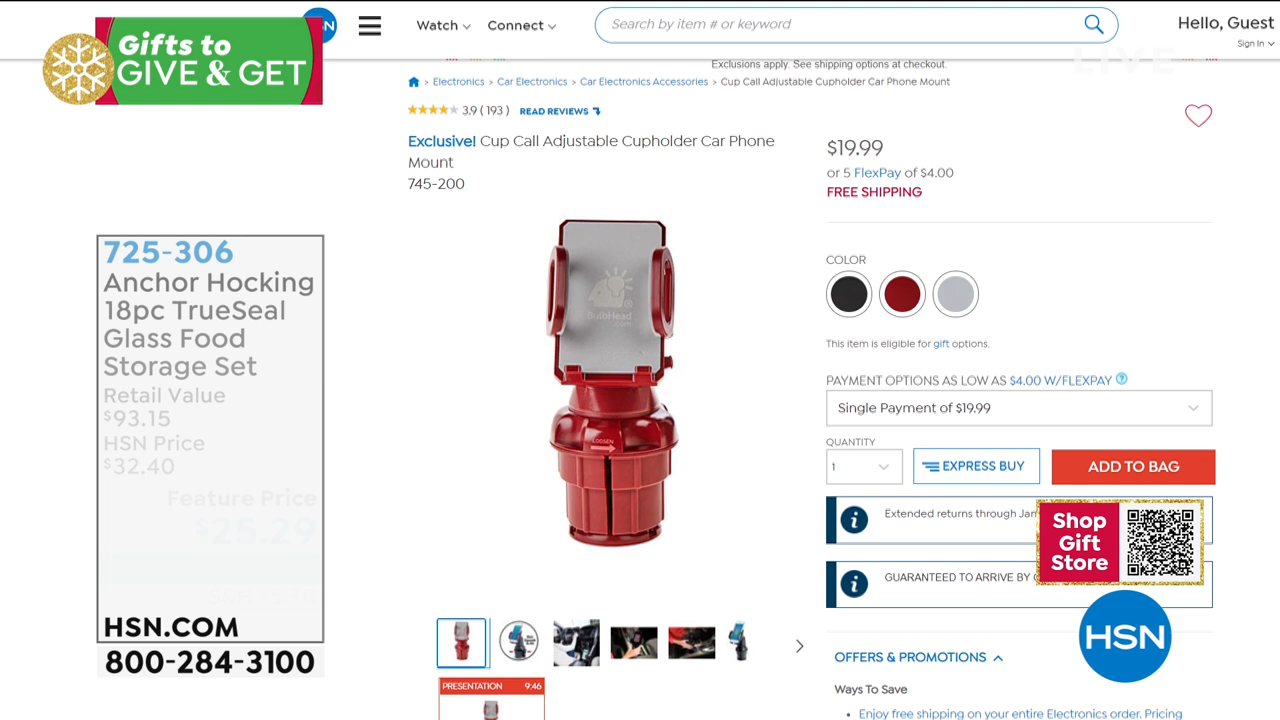 Gifts to
GIVE & GET
Watch
Connect
Search by item # or keyword
Hello, Guest
Sign In
LIVE
Exclusions apply. See shipping options at checkout.
> Electronics > Car Electronics > Car Electronics Accessories > Cup Call Adjustable Cupholder Car Phone Mount
3.9 ( 193 ) READ REVIEWS
Exclusive! Cup Call Adjustable Cupholder Car Phone
Mount
745-200
$19.99
or 5 FlexPay of $4.00
FREE SHIPPING
725-306
Anchor Hocking
18pc TrueSeal
Glass Food
Storage Set
Retail Value
$93.15
HSN Price
$32.40
Feature Price
$25.29
HSN.COM
800-284-3100
BulbHead
.com
LOOSEN
COLOR
This item is eligible for gift options.
PAYMENT OPTIONS AS LOW AS $4.00 W/FLEXPAY ?
Single Payment of $19.99
QUANTITY
1
EXPRESS BUY
ADD TO BAG
Extended returns through Jan
GUARANTEED TO ARRIVE BY
Shop
Gift
Store
HSN
PRESENTATION 9:46
OFFERS & PROMOTIONS
Ways To Save
• Enjoy free shipping on your entire Electronics order. Pricing